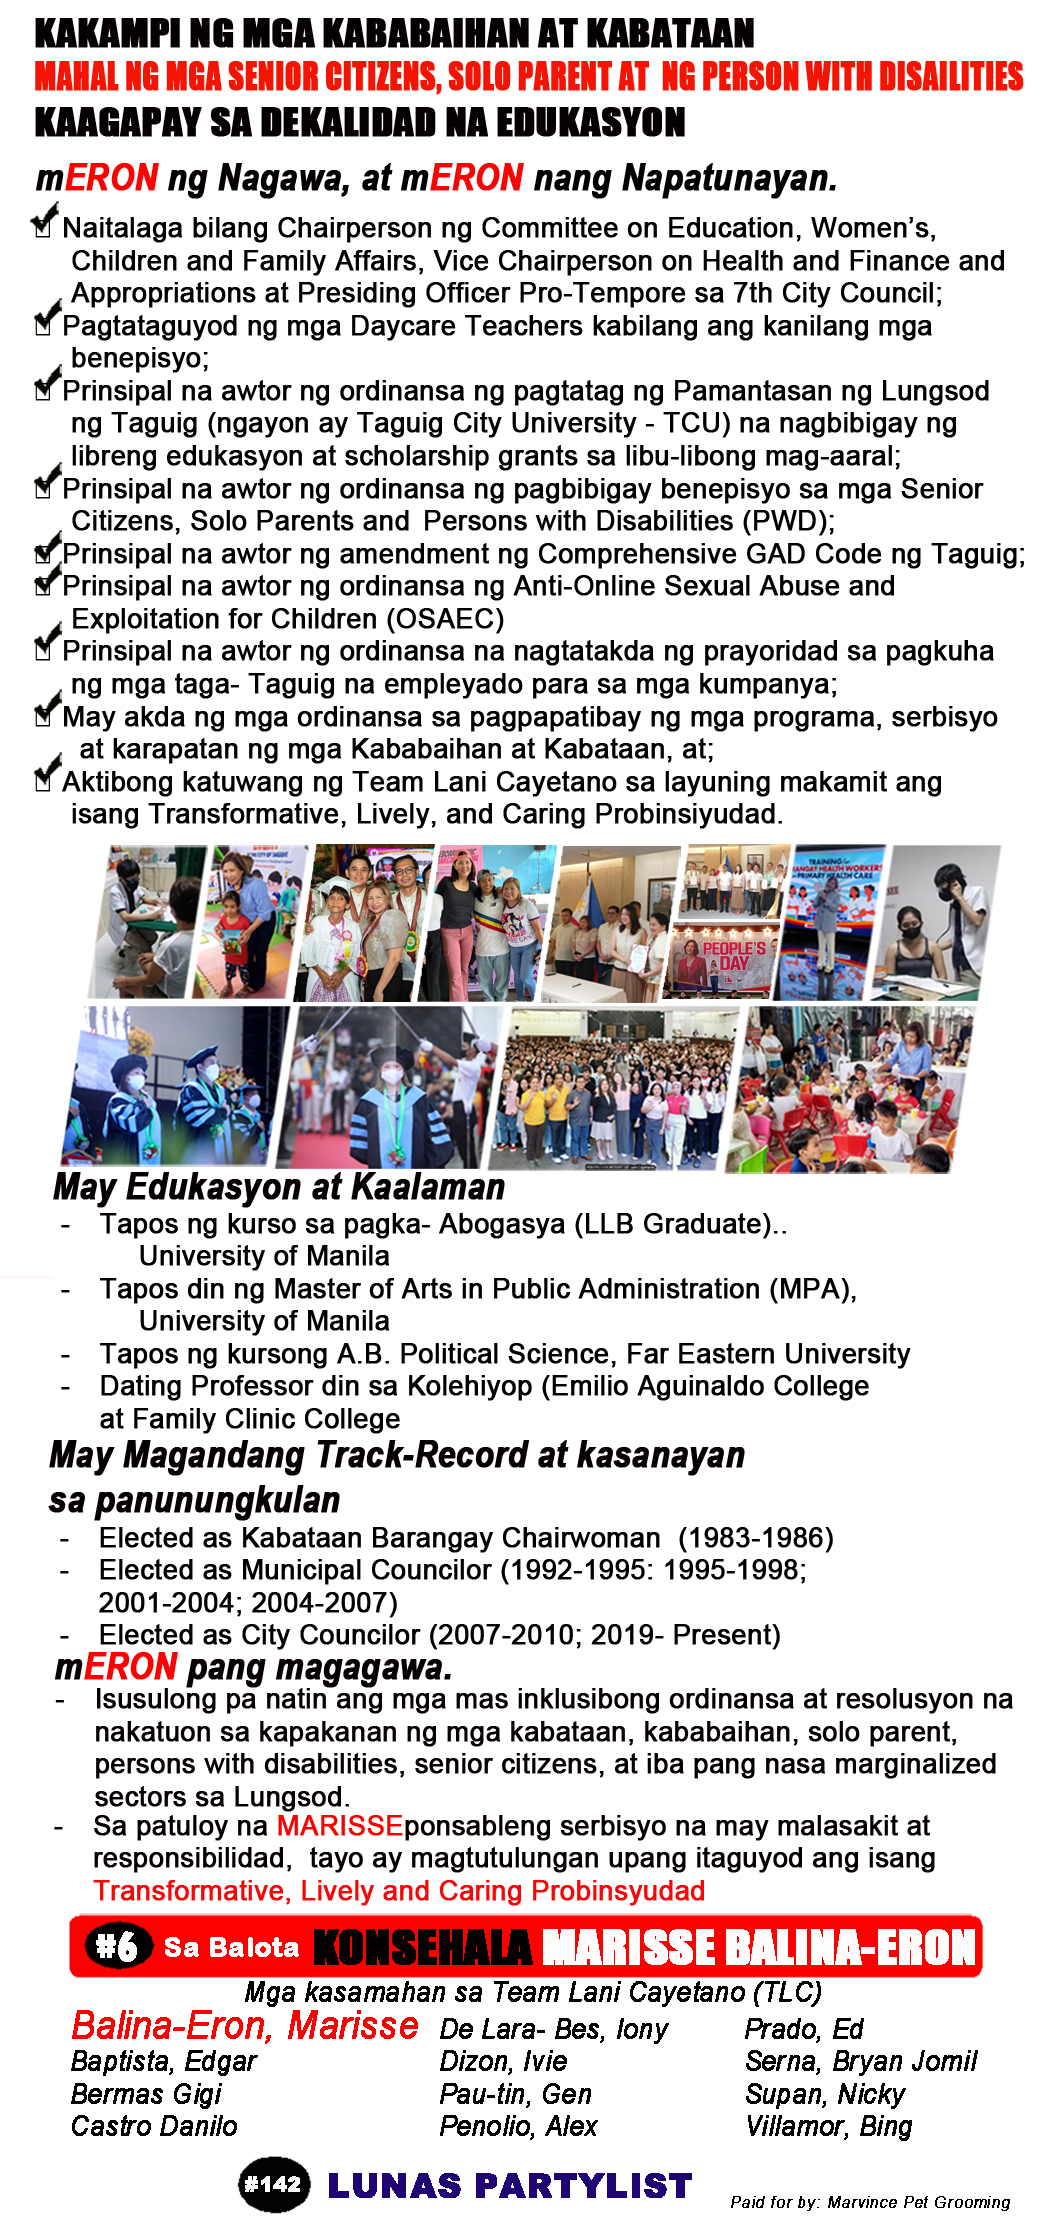 KAKAMPI NG MGA KABABAIHAN AT KABATAAN
MAHAL NG MGA SENIOR CITIZENS, SOLO PARENT AT NG PERSON WITH DISAILITIES
KAAGAPAY SA DEKALIDAD NA EDUKASYON
mERON ng Nagawa, at mERON nang Napatunayan.
Naitalaga bilang Chairperson ng Committee on Education, Women's,
Children and Family Affairs, Vice Chairperson on Health and Finance and
Appropriations at Presiding Officer Pro-Tempore sa 7th City Council;
Pagtataguyod ng mga Daycare Teachers kabilang ang kanilang mga
benepisyo;
Prinsipal na awtor ng ordinansa ng pagtatag ng Pamantasan ng Lungsod
ng Taguig (ngayon ay Taguig City University - TCU) na nagbibigay ng
libreng edukasyon at scholarship grants sa libu-libong mag-aaral;
Prinsipal na awtor ng ordinansa ng pagbibigay benepisyo sa mga Senior
Citizens, Solo Parents and Persons with Disabilities (PWD);
Prinsipal na awtor ng amendment ng Comprehensive GAD Code ng Taguig;
Prinsipal na awtor ng ordinansa ng Anti-Online Sexual Abuse and
Exploitation for Children (OSAEC)
Prinsipal na awtor ng ordinansa na nagtatakda ng prayoridad sa pagkuha
ng mga taga- Taguig na empleyado para sa mga kumpanya;
May akda ng mga ordinansa sa pagpapatibay ng mga programa, serbisyo
at karapatan ng mga Kababaihan at Kabataan, at;
Aktibong katuwang ng Team Lani Cayetano sa layuning makamit ang
isang Transformative, Lively, and Caring Probinsiyudad.
TRAINING for
BARANGAY HEALTH WORKERS
PRIMARY HEALTH CARE
PEOPLE'S
DAY
May Edukasyon at Kaalaman
- Tapos ng kurso sa pagka- Abogasya (LLB Graduate)..
University of Manila
- Tapos din ng Master of Arts in Public Administration (MPA),
University of Manila
- Tapos ng kursong A.B. Political Science, Far Eastern University
- Dating Professor din sa Kolehiyop (Emilio Aguinaldo College
at Family Clinic College
May Magandang Track-Record at kasanayan
sa panunungkulan
- Elected as Kabataan Barangay Chairwoman (1983-1986)
- Elected as Municipal Councilor (1992-1995: 1995-1998;
2001-2004; 2004-2007)
- Elected as City Councilor (2007-2010; 2019- Present)
mERON pang magagawa.
- Isusulong pa natin ang mga mas inklusibong ordinansa at resolusyon na
nakatuon sa kapakanan ng mga kabataan, kababaihan, solo parent,
persons with disabilities, senior citizens, at iba pang nasa marginalized
sectors sa Lungsod.
- Sa patuloy na MARISSEponsableng serbisyo na may malasakit at
responsibilidad, tayo ay magtutulungan upang itaguyod ang isang
Transformative, Lively and Caring Probinsyudad
#6 Sa Balota KONSEHALA MARISSE BALINA-ERON
Mga kasamahan sa Team Lani Cayetano (TLC)
Balina-Eron, Marisse De Lara- Bes, Iony Prado, Ed
Baptista, Edgar Dizon, Ivie Serna, Bryan Jomil
Bermas Gigi Pau-tin, Gen Supan, Nicky
Castro Danilo Penolio, Alex Villamor, Bing
#142 LUNAS PARTYLIST
Paid for by: Marvince Pet Grooming